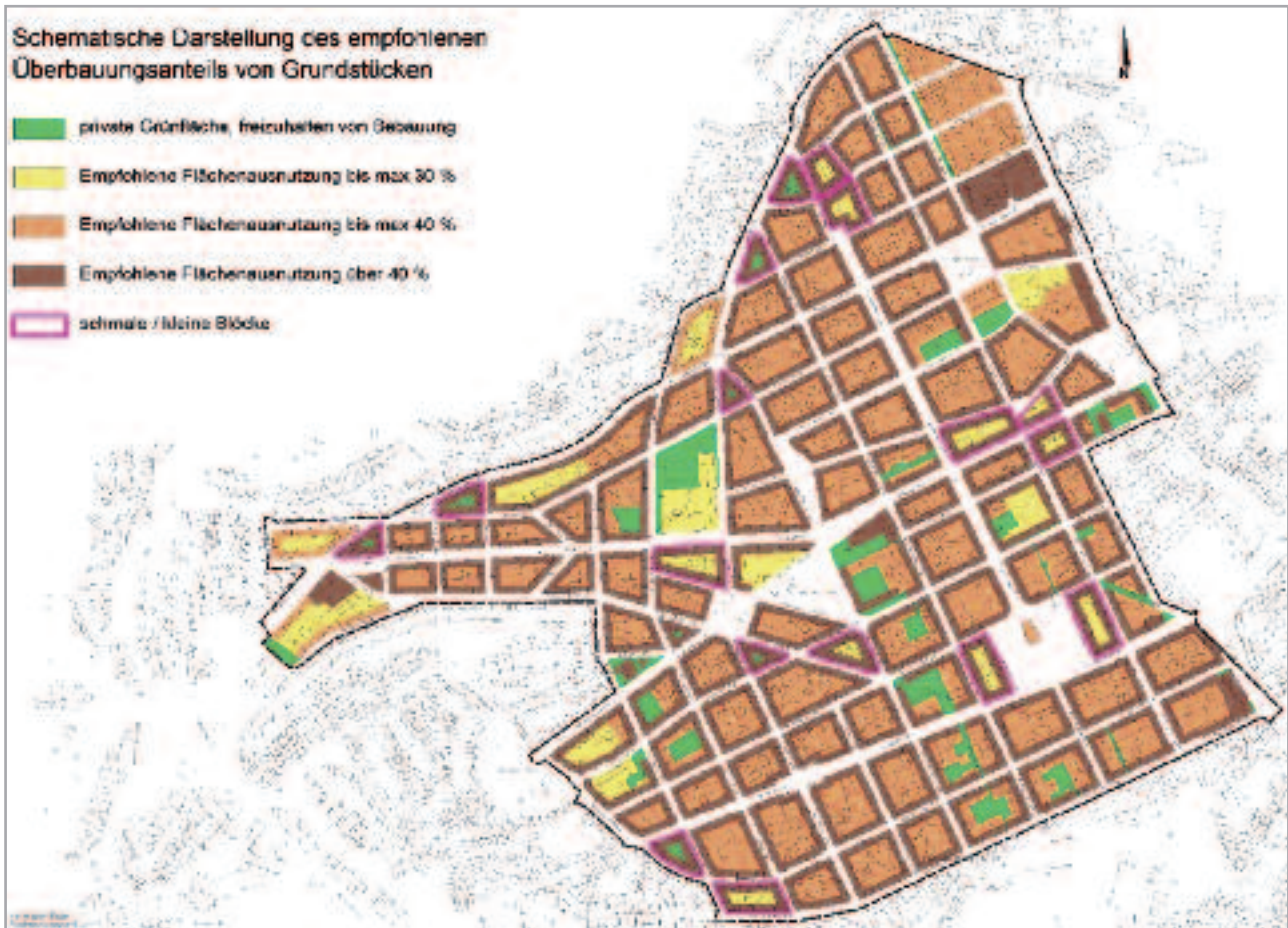 Schematische Darstellung des empfohlenen
Überbauungsanteils von Grundstücken
private Grünfläche, freizuhalten von Bebauung
Empfohlene Flächenausnutzung bis max 30 %
Empfohlene Flächenausnutzung bis max 40 %
Empfohlene Flächenausnutzung über 40 %
schmale / kleine Blöcke
N